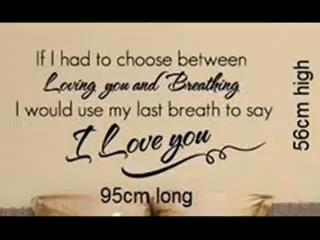 If I had to choose between
Loving you and Breathing
I would use my last breath to say
I Love you
95cm long
56cm high